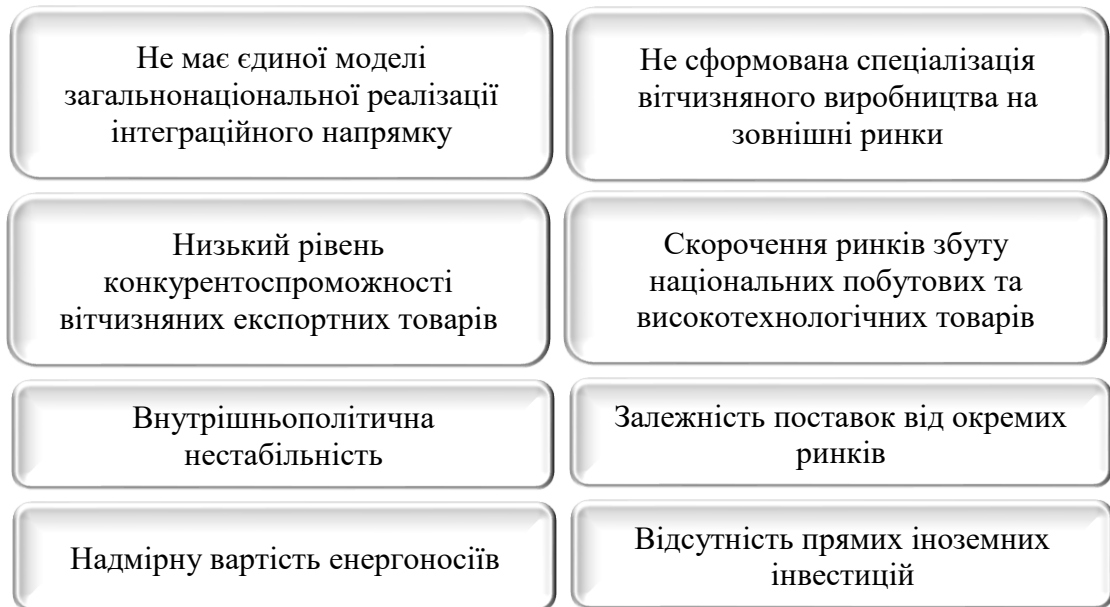 Не має єдиної моделі
загальнонаціональної реалізації
інтеграційного напрямку
Не сформована спеціалізація
вітчизняного виробництва на
зовнішні ринки
Низький рівень
конкурентоспроможності
вітчизняних експортних товарів
Скорочення ринків збуту
національних побутових та
високотехнологічних товарів
Внутрішньополітична
нестабільність
Залежність поставок від окремих
ринків
Надмірну вартість енергоносіїв
Відсутність прямих іноземних
інвестицій